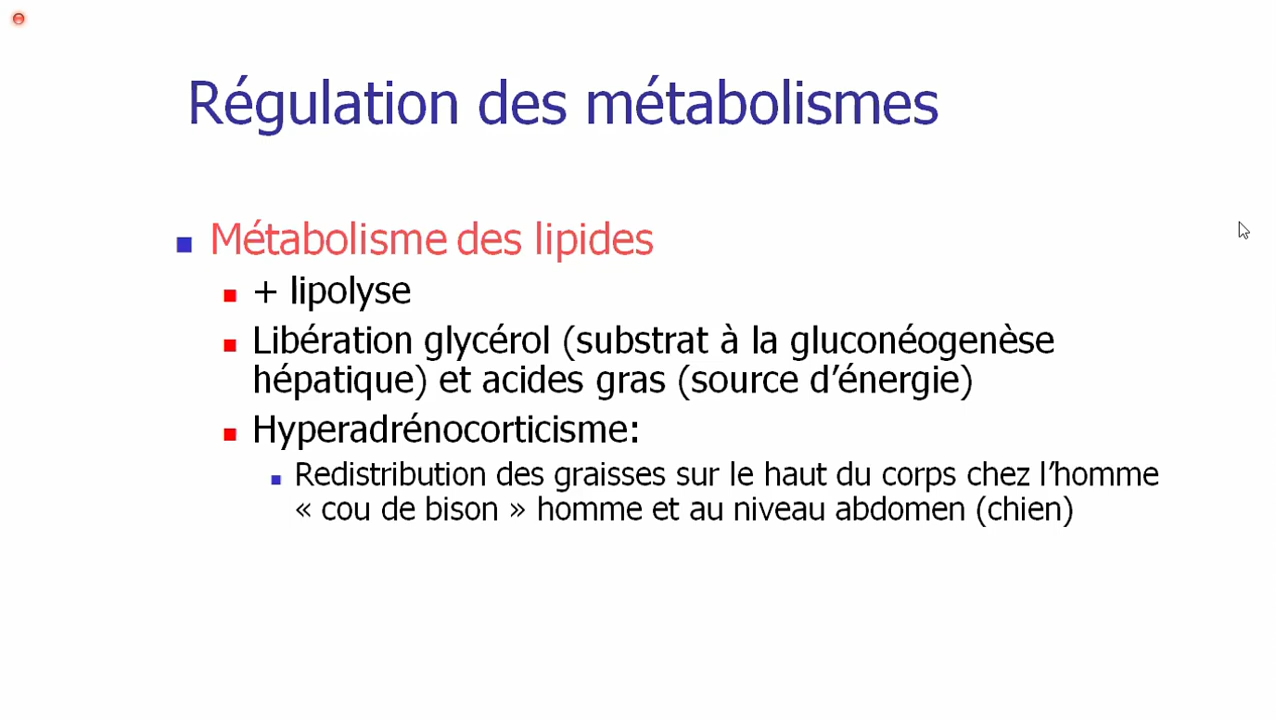 Régulation des métabolismes
Métabolisme des lipides
+ lipolyse
Libération glycérol (substrat à la gluconéogenèse
hépatique) et acides gras (source d’énergie)
Hyperadrénocorticisme:
Redistribution des graisses sur le haut du corps chez l’homme
« cou de bison » homme et au niveau abdomen (chien)